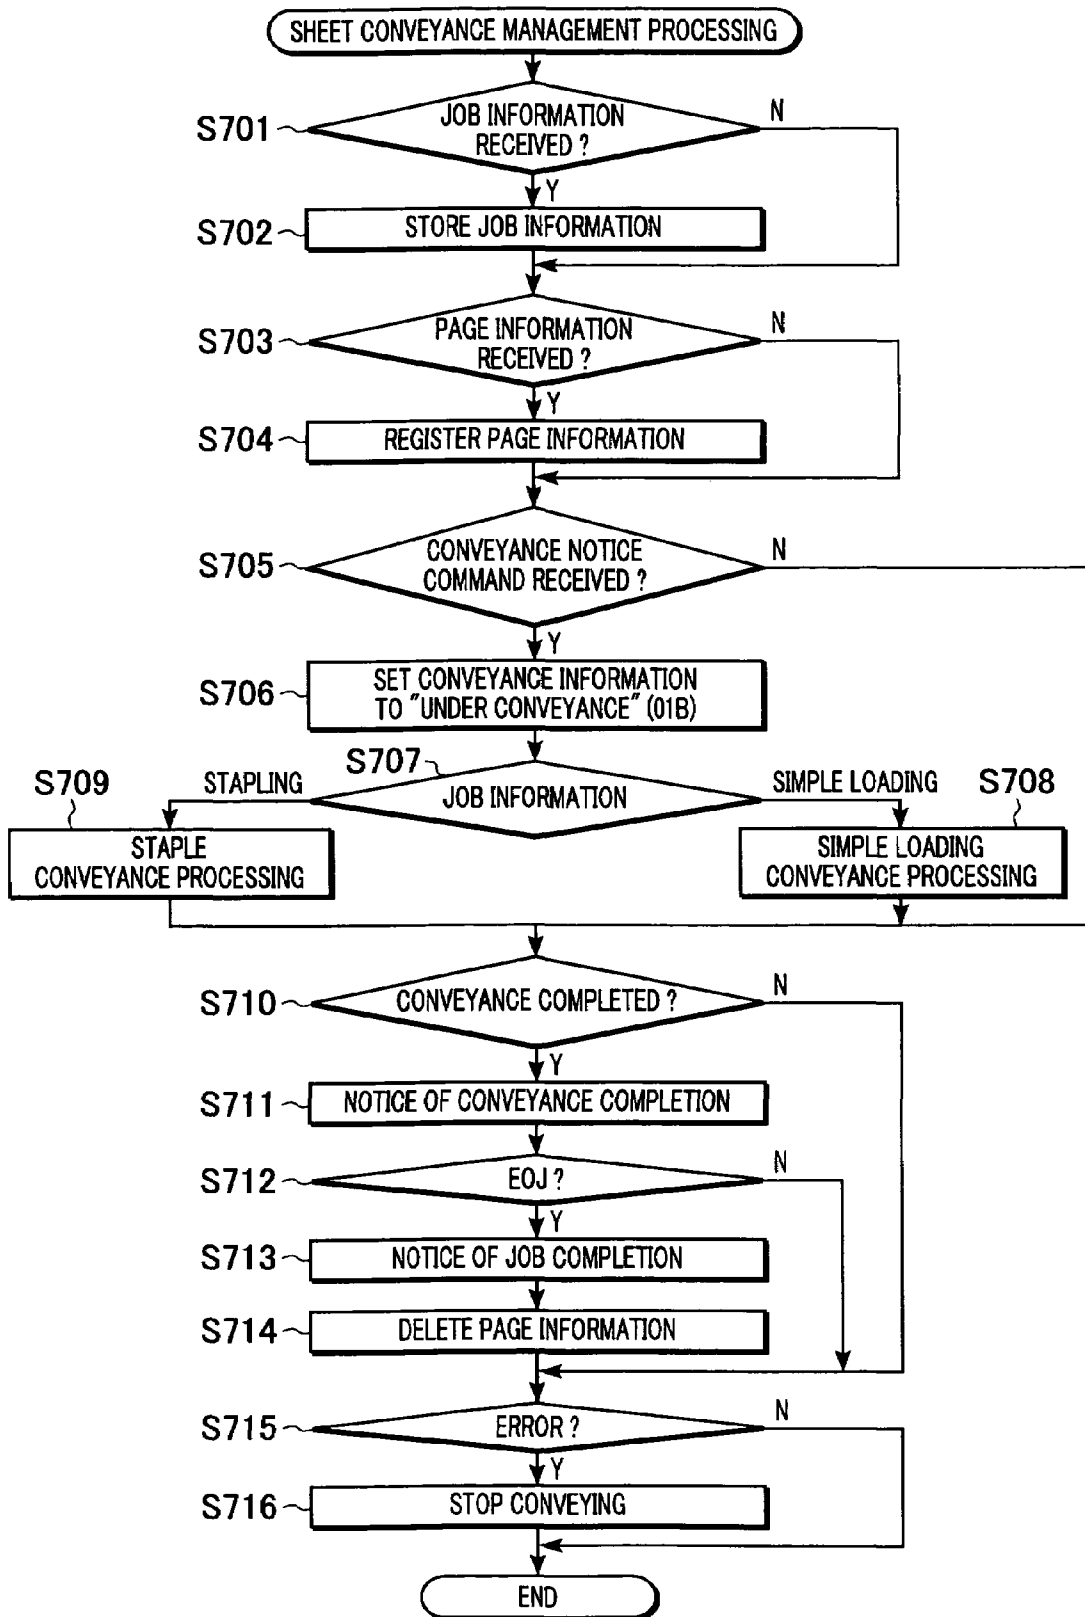 SHEET CONVEYANCE MANAGEMENT PROCESSING
S701
JOB INFORMATION
RECEIVED ?
N
Y
S702
STORE JOB INFORMATION
S703
PAGE INFORMATION
RECEIVED ?
N
Y
S704
REGISTER PAGE INFORMATION
S705
CONVEYANCE NOTICE
COMMAND RECEIVED ?
N
Y
S706
SET CONVEYANCE INFORMATION
TO "UNDER CONVEYANCE" (01B)
S707
JOB INFORMATION
STAPLING
SIMPLE LOADING
S709
STAPLE
CONVEYANCE PROCESSING
S708
SIMPLE LOADING
CONVEYANCE PROCESSING
S710
CONVEYANCE COMPLETED ?
N
Y
S711
NOTICE OF CONVEYANCE COMPLETION
S712
EOJ ?
N
Y
S713
NOTICE OF JOB COMPLETION
S714
DELETE PAGE INFORMATION
S715
ERROR ?
N
Y
S716
STOP CONVEYING
END